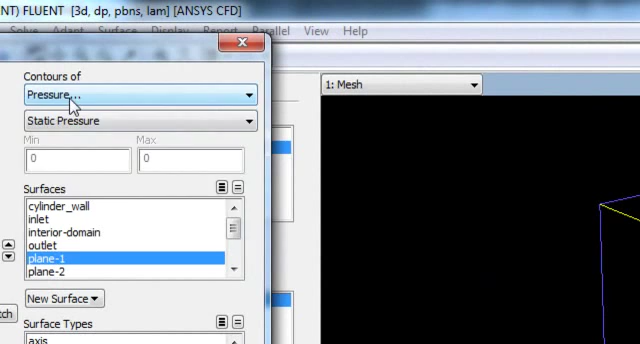 NT) FLUENT [3d, dp, pbns, lam] [ANSYS CFD]
Solve Adapt Surface Display Report Parallel View Help
Contours of
Pressure...
1: Mesh
Static Pressure
Min Max
0 0
Surfaces
cylinder_wall
inlet
interior-domain
outlet
plane-1
plane-2
New Surface
tch
Surface Types
axis